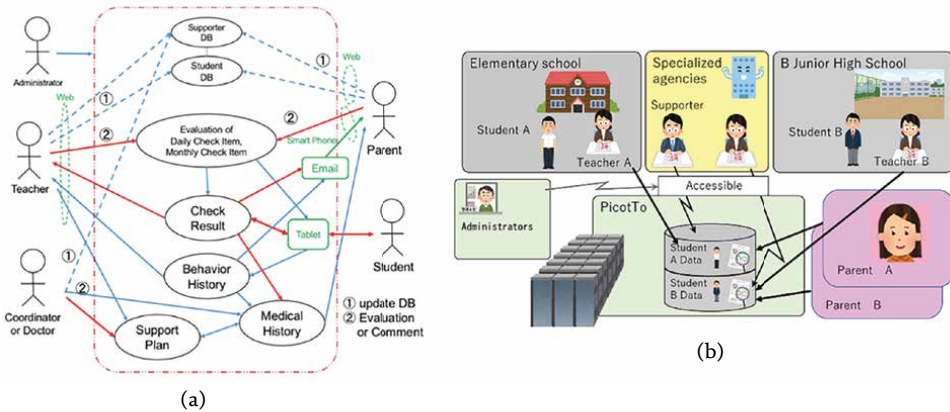 Administrator
Supporter
DB
Student
DB
①
Web
Web
①
②
②
Teacher
Parent
Evaluation of
Daily Check Item,
Monthly Check Item
Smart Phone
Email
Check
Result
Tablet
Student
Behavior
History
①
②
Coordinator
or Doctor
Support
Plan
Medical
History
① update DB
② Evaluation
or Comment
(a)
Elementary school
Student A
Teacher A
Specialized
agencies
Supporter
B Junior High School
Student B
Teacher B
Accessible
Administrators
PicotTo
Student
A Data
Student
B Data
Parent A
Parent B
(b)